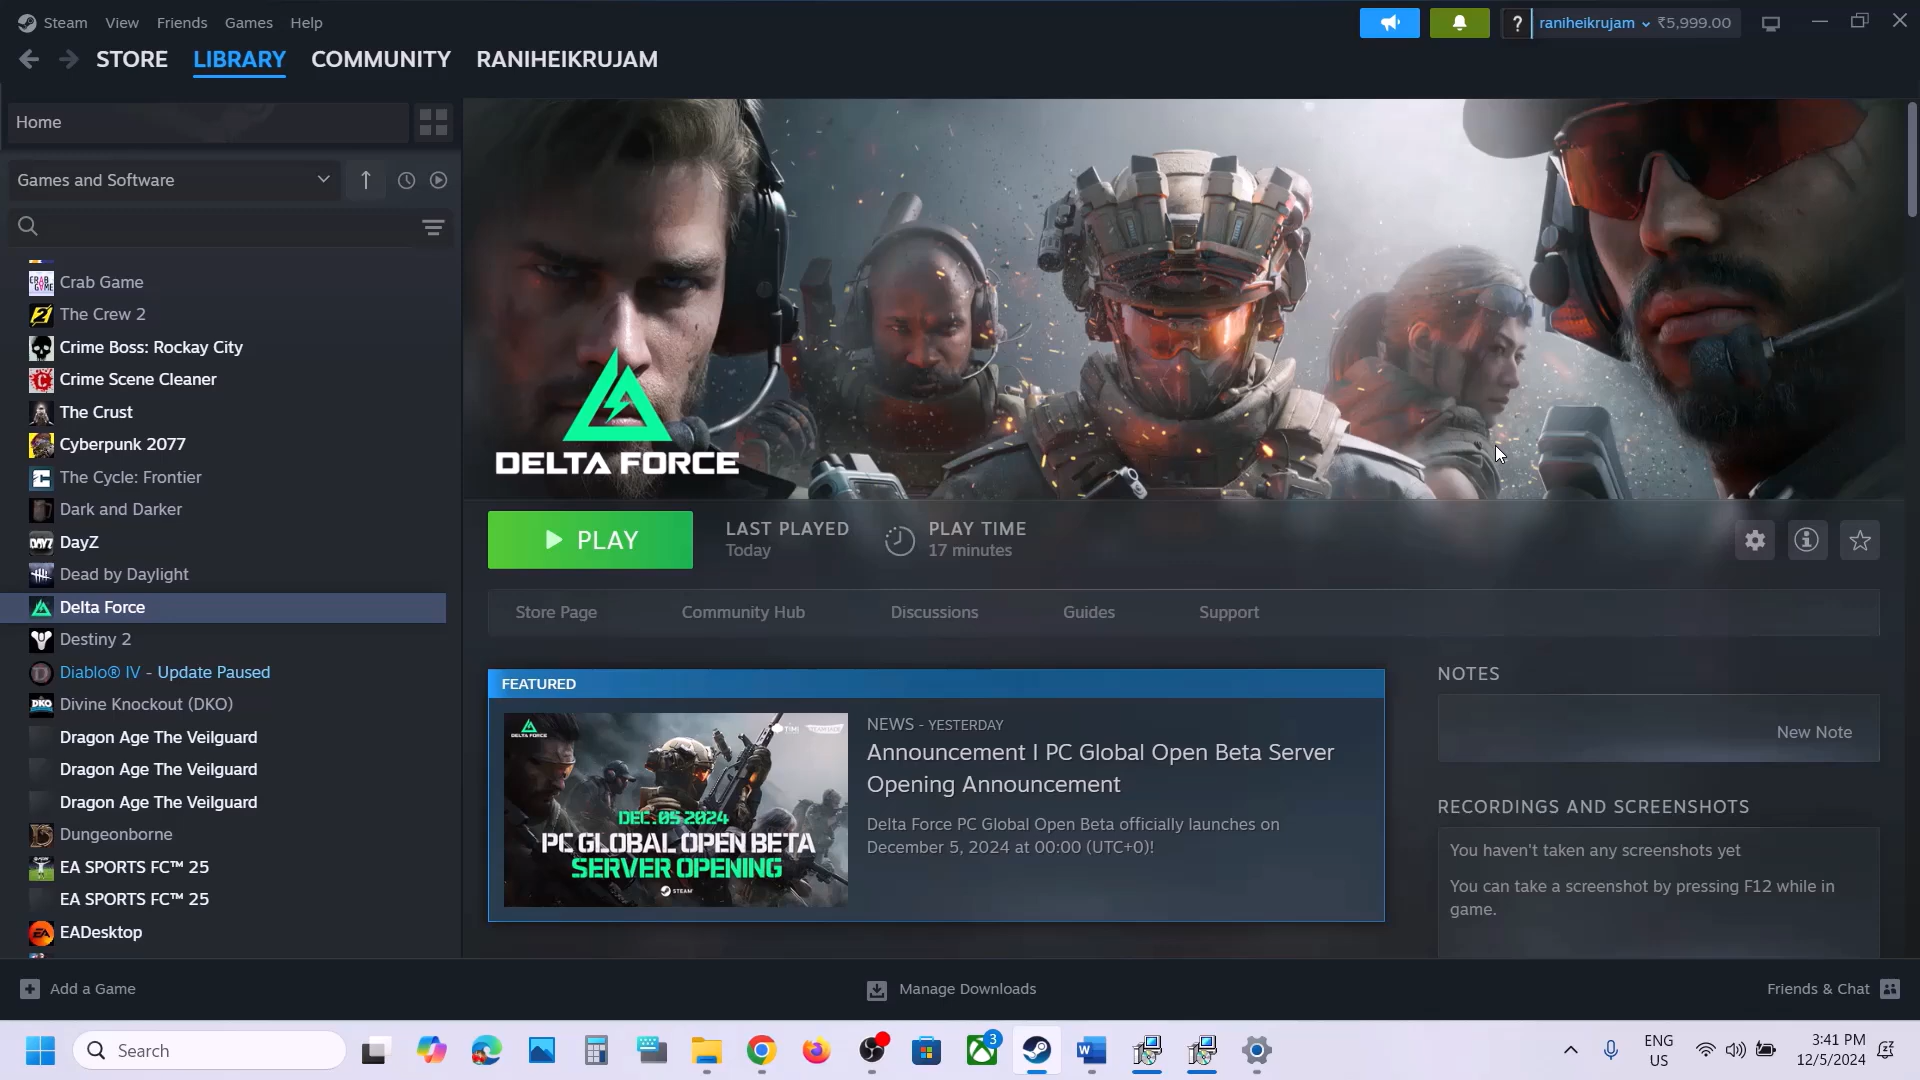 Steam View Friends Games Help
? raniheikrujam ₹5,999.00
STORE LIBRARY COMMUNITY RANIHEIKRUJAM
Home
Games and Software
CRAB GAME Crab Game
The Crew 2
Crime Boss: Rockay City
Crime Scene Cleaner
The Crust
Cyberpunk 2077
The Cycle: Frontier
Dark and Darker
DayZ
Dead by Daylight
Delta Force
Destiny 2
Diablo® IV - Update Paused
DKO Divine Knockout (DKO)
Dragon Age The Veilguard
Dragon Age The Veilguard
Dragon Age The Veilguard
Dungeonborne
EA SPORTS FC™ 25
EA SPORTS FC™ 25
EA EADesktop
DELTA FORCE
PLAY
LAST PLAYED
Today
PLAY TIME
17 minutes
Store Page Community Hub Discussions Guides Support
FEATURED
DELTA FORCE
DEC.05 2024
PC GLOBAL OPEN BETA
SERVER OPENING
STEAM
NEWS - YESTERDAY
Announcement I PC Global Open Beta Server
Opening Announcement
Delta Force PC Global Open Beta officially launches on
December 5, 2024 at 00:00 (UTC+0)!
NOTES
New Note
RECORDINGS AND SCREENSHOTS
You haven't taken any screenshots yet
You can take a screenshot by pressing F12 while in
game.
Add a Game
Manage Downloads
Friends & Chat
Search
3
ENG
US
3:41 PM
12/5/2024